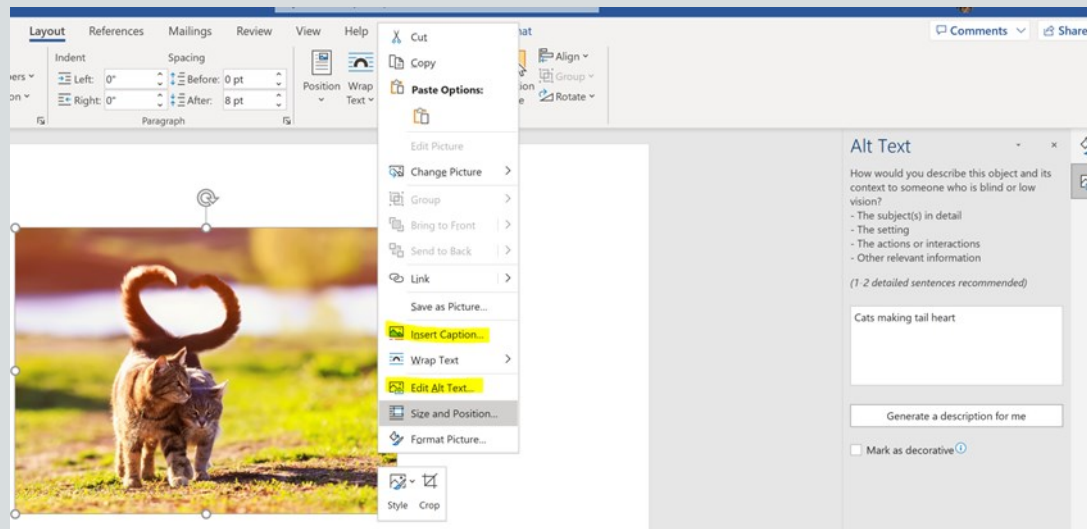 Layout References Mailings Review View Help
Comments Share
Indent Spacing
Left: 0" Before: 0 pt
Right: 0" After: 8 pt
Paragraph
Position Wrap
Text
Align
Group
Rotate
Cut
Copy
Paste Options:
Edit Picture
Change Picture
Group
Bring to Front
Send to Back
Link
Save as Picture...
Insert Caption...
Wrap Text
Edit Alt Text...
Size and Position...
Format Picture...
Style Crop
Alt Text
How would you describe this object and its
context to someone who is blind or low
vision?
- The subject(s) in detail
- The setting
- The actions or interactions
- Other relevant information
(1-2 detailed sentences recommended)
Cats making tail heart
Generate a description for me
Mark as decorative